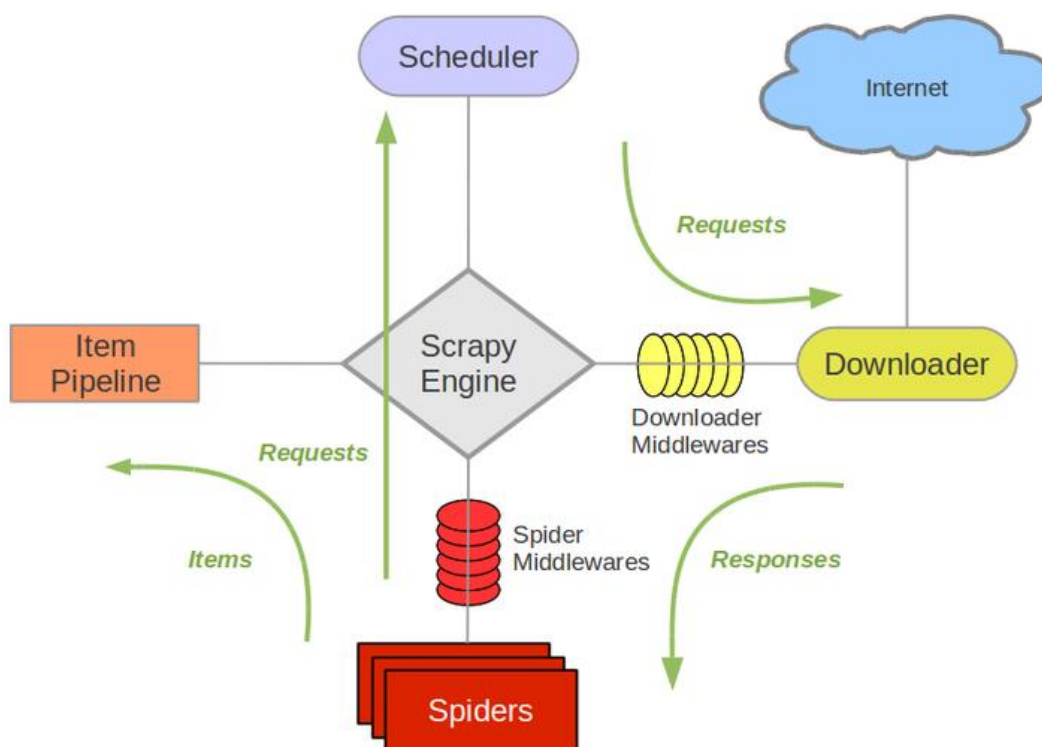 Scheduler
Internet
Requests
Item
Pipeline
Scrapy
Engine
Downloader
Downloader
Middlewares
Requests
Items
Spider
Middlewares
Responses
Spiders